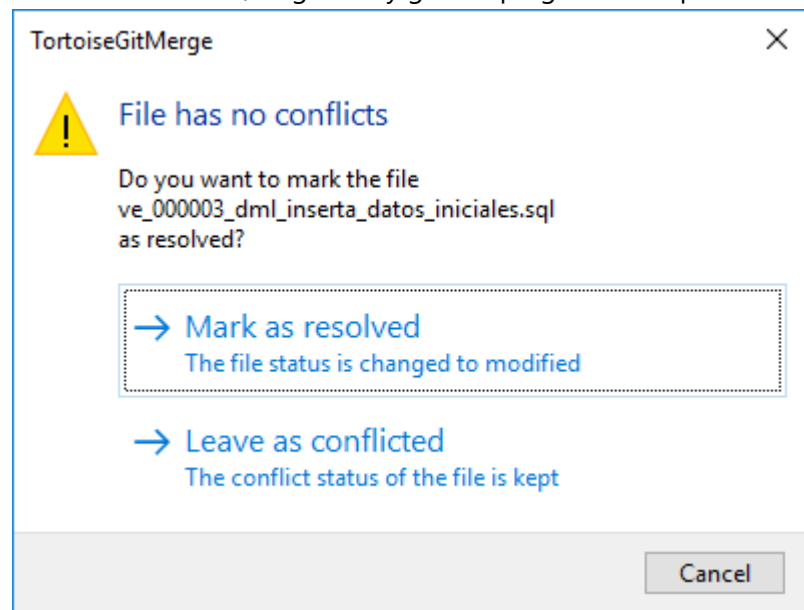 TortoiseGitMerge
File has no conflicts
Do you want to mark the file
ve_000003_dml_inserta_datos_iniciales.sql
as resolved?
Mark as resolved
The file status is changed to modified
Leave as conflicted
The conflict status of the file is kept
Cancel